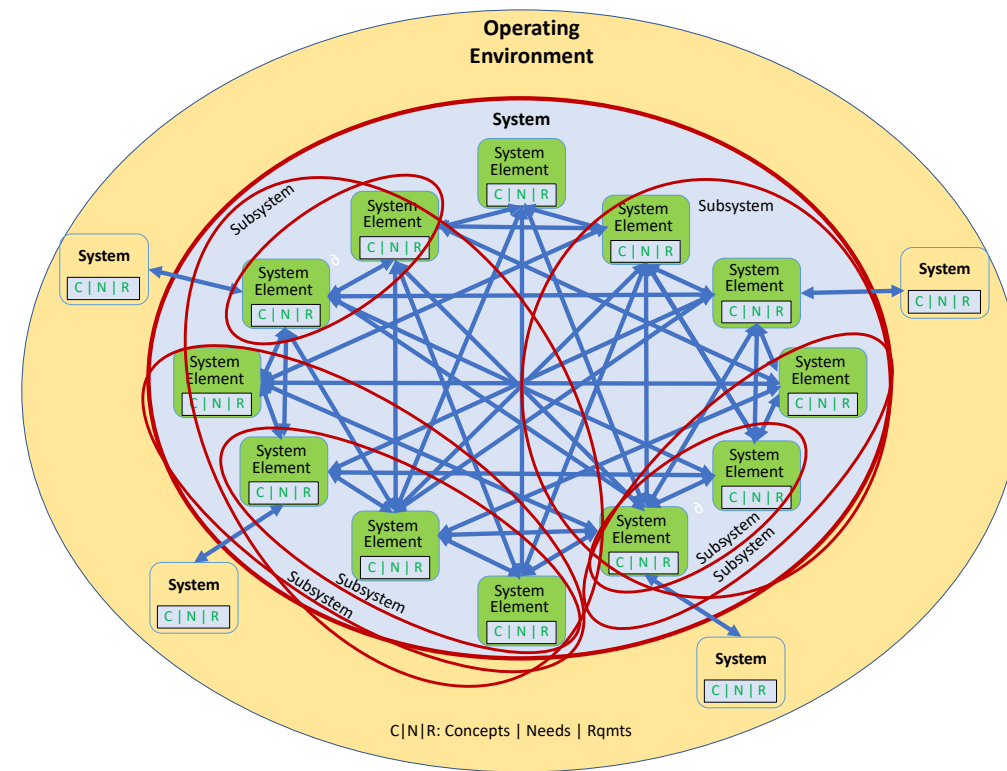 Operating
Environment
System
System
Element
C | N | R
Subsystem
System
Element
C | N | R
System
Element
C | N | R
Subsystem
System
C | N | R
System
Element
C | N | R
∂
System
Element
C | N | R
System
C | N | R
System
Element
C | N | R
System
Element
C | N | R
System
Element
C | N | R
System
Element
C | N | R
System
Element
C | N | R
System
Element
C | N | R
∂
Subsystem
Subsystem
System
C | N | R
Subsystem
Subsystem
System
Element
C | N | R
System
C | N | R
C|N|R: Concepts | Needs | Rqmts